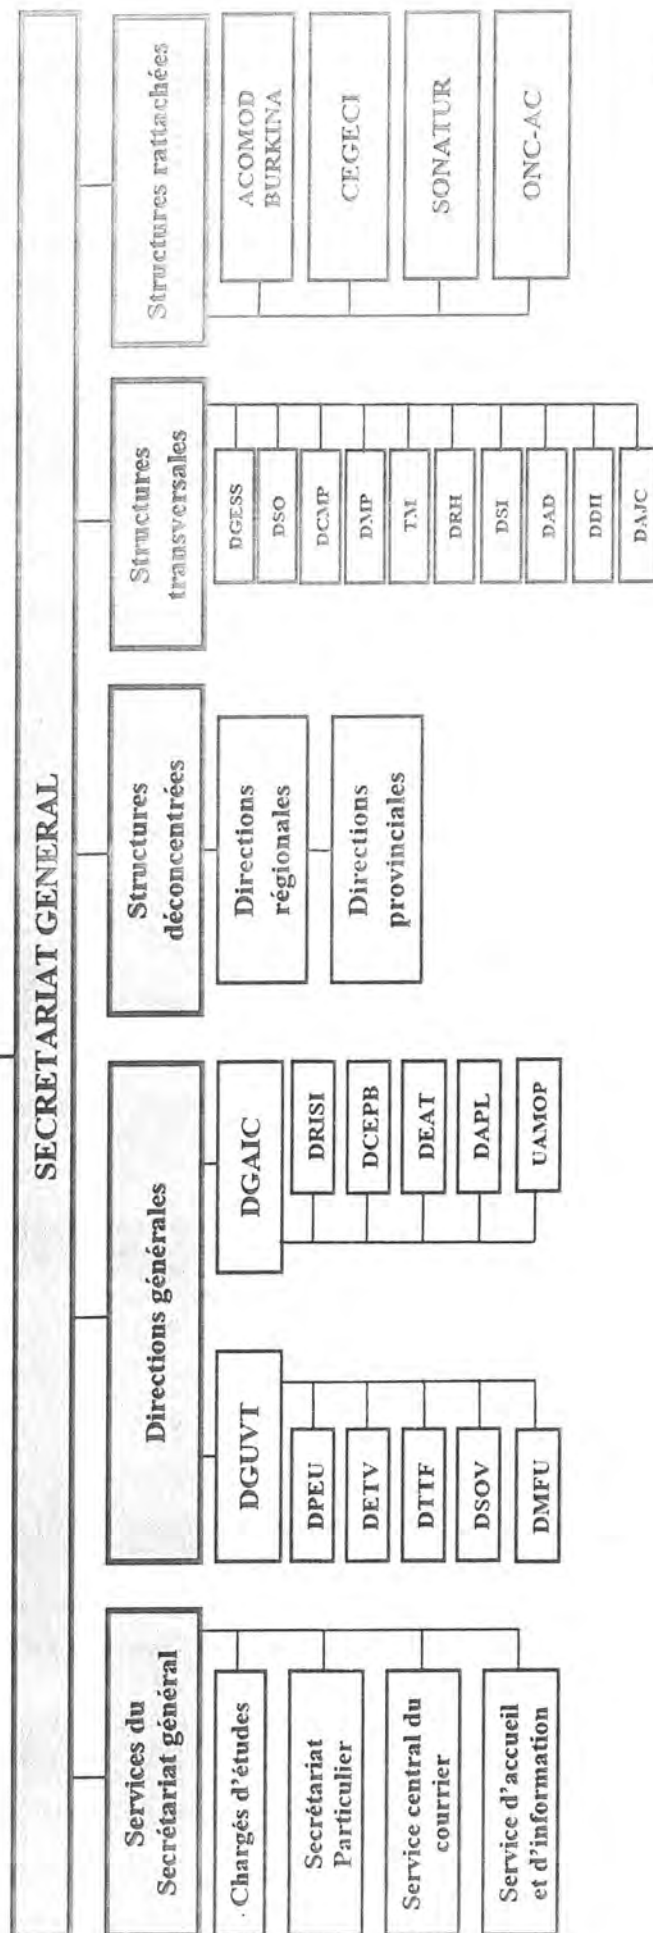 SECRETARIAT GENERAL
Services du
Secrétariat général
Chargés d'études
Secrétariat
Particulier
Service central du
courrier
Service d'accueil
et d'information
Directions générales
DGUVT
DPEU
DETV
DTTF
DSOV
DMFU
DGAIC
DRISI
DCEPB
DEAT
DAPL
UAMOP
Structures
déconcentrées
Directions
régionales
Directions
provinciales
Structures
transversales
DGESS
DSO
DCMP
DMP
TM
DRH
DSI
DAD
DDII
DAJC
Structures rattachées
ACOMOD
BURKINA
CEGECI
SONATUR
ONC-AC